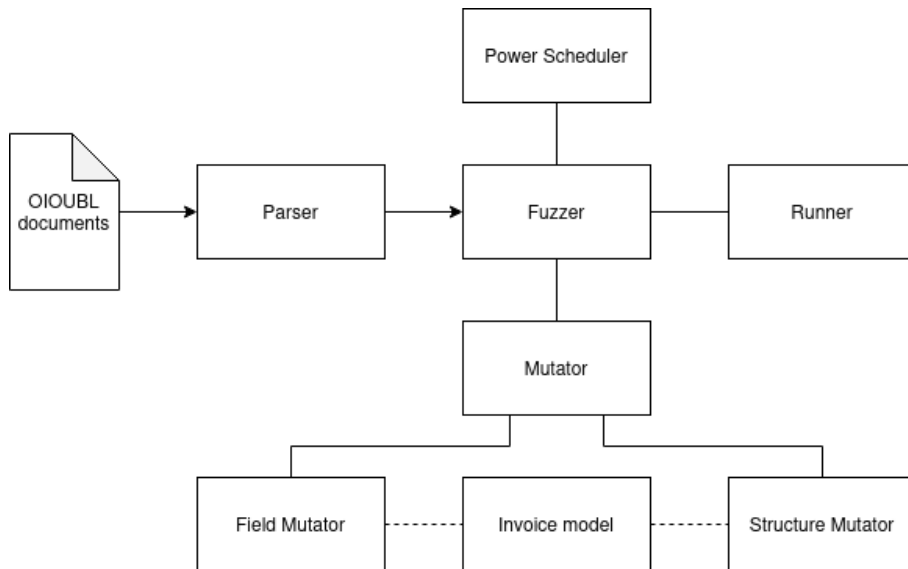 Power Scheduler
OIOUBL
documents
Parser
Fuzzer
Runner
Mutator
Field Mutator
Invoice model
Structure Mutator